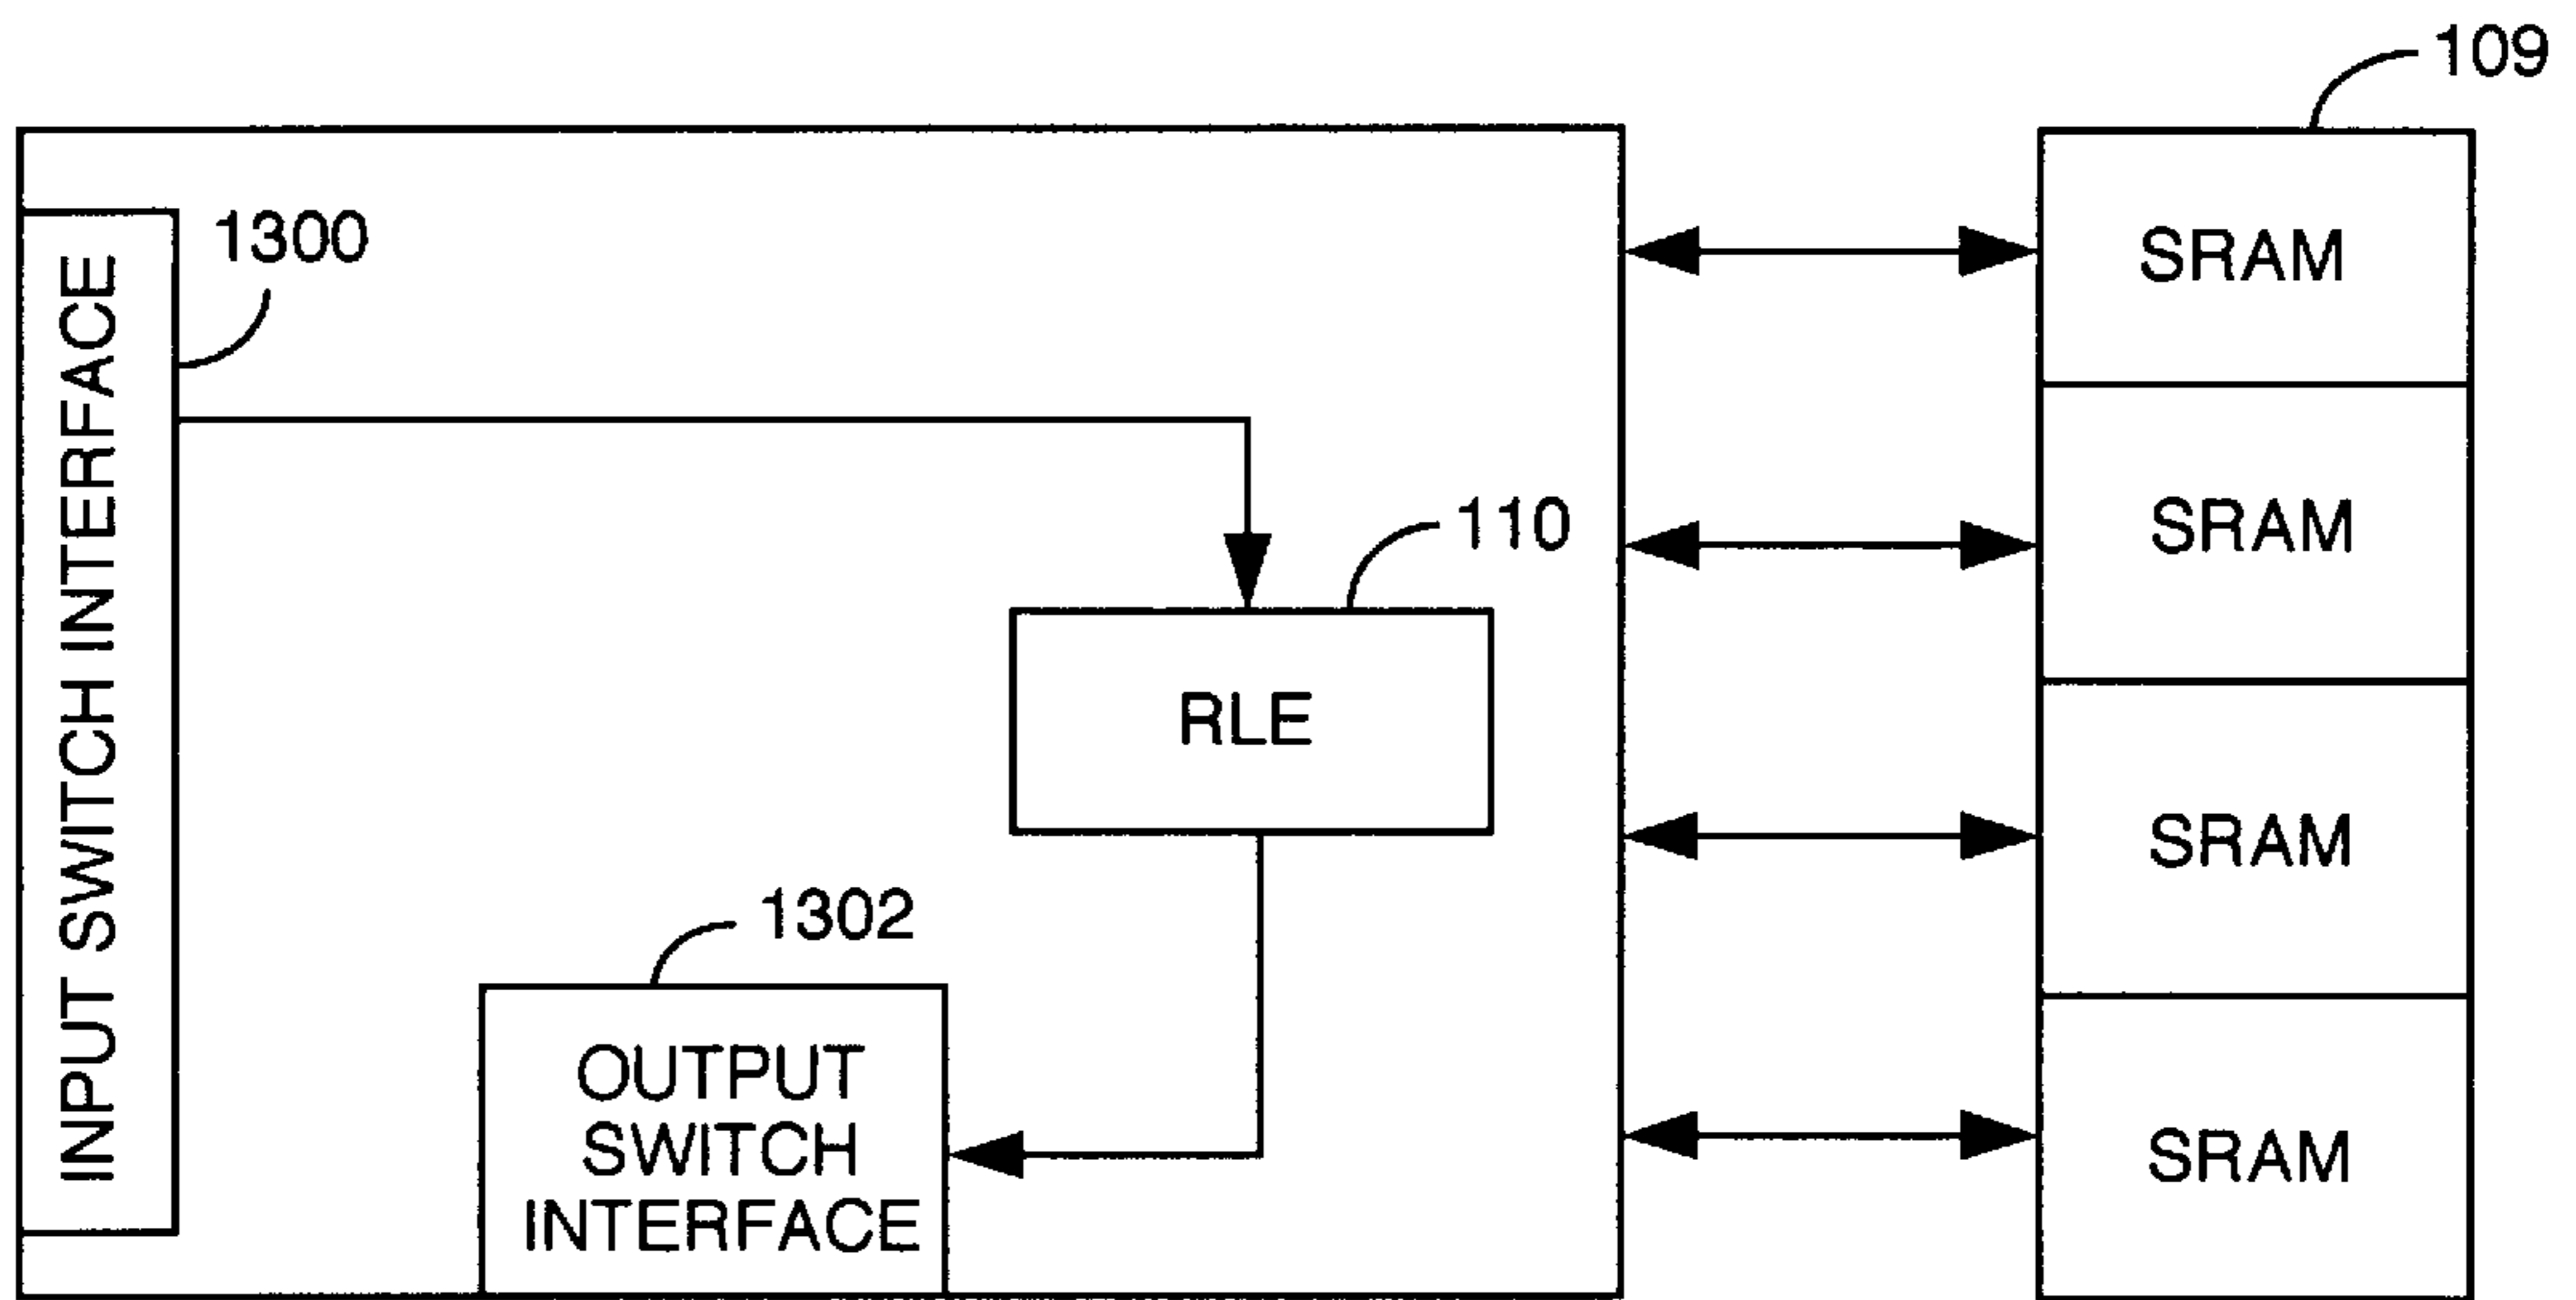 109
1300
INPUT SWITCH INTERFACE
SRAM
110
SRAM
RLE
1302
SRAM
OUTPUT
SWITCH
INTERFACE
SRAM